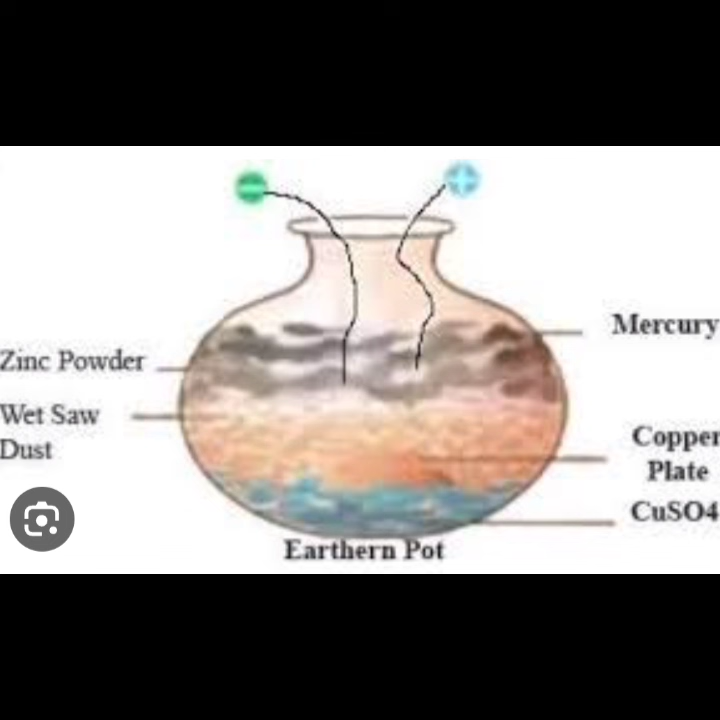 Mercury
Zinc Powder
Wet Saw
Dust
Copper
Plate
CuSO4
Earthern Pot